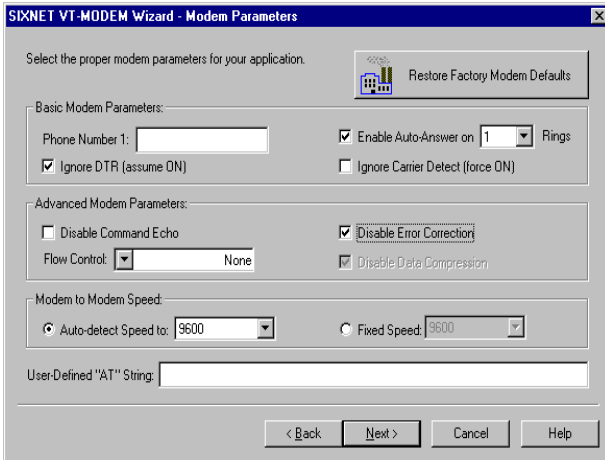 SIXNET VT-MODEM Wizard - Modem Parameters
Select the proper modem parameters for your application.
Restore Factory Modem Defaults
Basic Modem Parameters:
Phone Number 1:
Enable Auto-Answer on 1 Rings
Ignore DTR (assume ON)
Ignore Carrier Detect (force ON)
Advanced Modem Parameters:
Disable Command Echo
Disable Error Correction
Flow Control: None
Disable Data Compression
Modem to Modem Speed:
Auto-detect Speed to: 9600
Fixed Speed: 9600
User-Defined "AT" String:
< Back
Next >
Cancel
Help